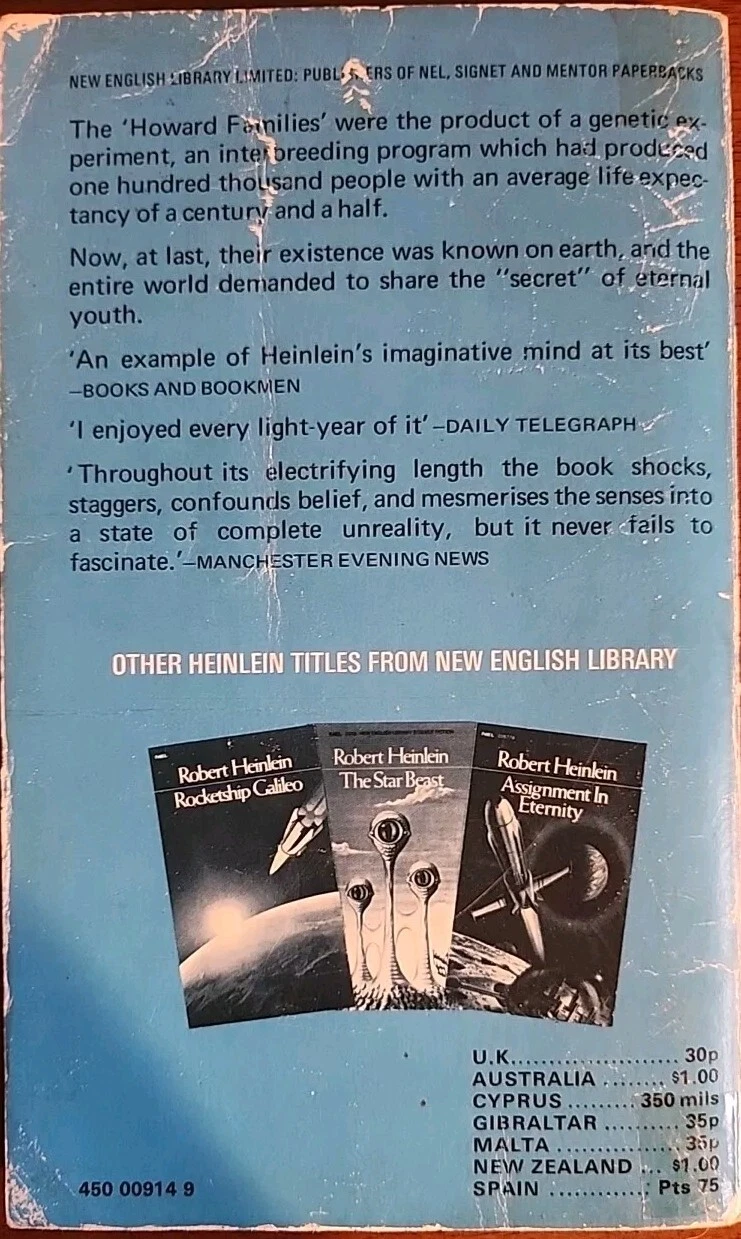 NEW ENGLISH LIBRARY LIMITED: PUBLISHERS OF NEL, SIGNET AND MENTOR PAPERBACKS
The 'Howard Families' were the product of a genetic ex-
periment, an interbreeding program which had produced
one hundred thousand people with an average life expec-
tancy of a century and a half.
Now, at last, their existence was known on earth, and the
entire world demanded to share the "secret" of eternal
youth.
'An example of Heinlein's imaginative mind at its best'
–BOOKS AND BOOKMEN
'I enjoyed every light-year of it' –DAILY TELEGRAPH
'Throughout its electrifying length the book shocks,
staggers, confounds belief, and mesmerises the senses into
a state of complete unreality, but it never fails to
fascinate.'–MANCHESTER EVENING NEWS
OTHER HEINLEIN TITLES FROM NEW ENGLISH LIBRARY
Robert Heinlein
Rocketship Galileo
Robert Heinlein
The Star Beast
Robert Heinlein
Assignment In
Eternity
U.K. .................... 30p
AUSTRALIA ........ $1.00
CYPRUS ......... 350 mils
GIBRALTAR .......... 35p
MALTA ................ 35p
NEW ZEALAND ... $1.00
SPAIN ............ Pts 75
450 00914 9